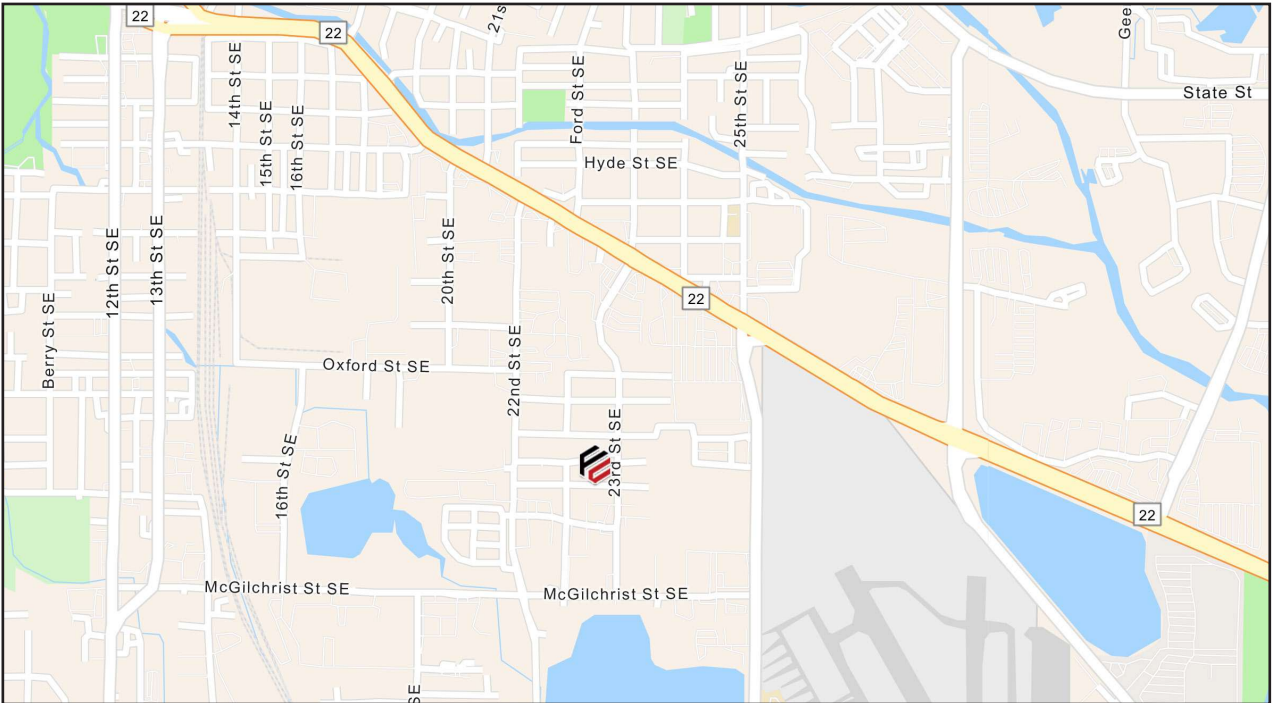 22
22
21s
Gee
State St
14th St SE
15th St SE
16th St SE
Ford St SE
25th St SE
Hyde St SE
12th St SE
13th St SE
20th St SE
22
Berry St SE
Oxford St SE
22nd St SE
23rd St SE
16th St SE
22
McGilchrist St SE
McGilchrist St SE
SE